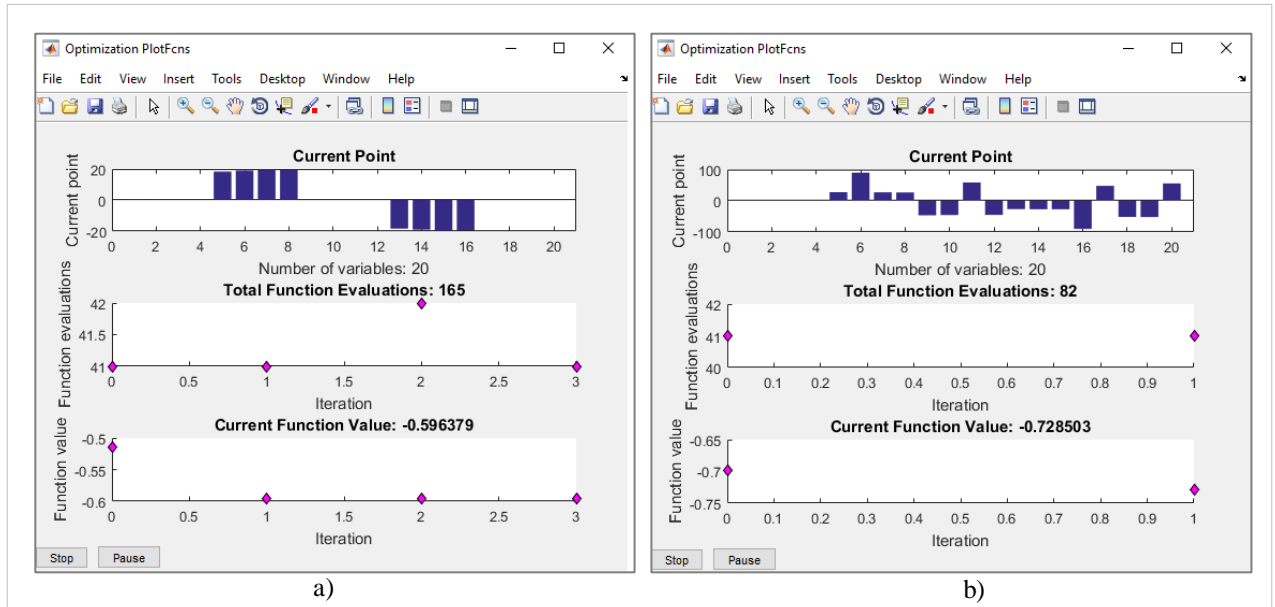 Optimization PlotFcns
File Edit View Insert Tools Desktop Window Help
Current Point
Current point
20
0
-20
0 2 4 6 8 10 12 14 16 18 20
Number of variables: 20
Total Function Evaluations: 165
Function evaluations
42
41.5
41
0 0.5 1 1.5 2 2.5 3
Iteration
Current Function Value: -0.596379
Function value
-0.5
-0.55
-0.6
0 0.5 1 1.5 2 2.5 3
Iteration
Stop Pause
a)
Optimization PlotFcns
File Edit View Insert Tools Desktop Window Help
Current Point
Current point
100
0
-100
0 2 4 6 8 10 12 14 16 18 20
Number of variables: 20
Total Function Evaluations: 82
Function evaluations
42
41
40
0 0.1 0.2 0.3 0.4 0.5 0.6 0.7 0.8 0.9 1
Iteration
Current Function Value: -0.728503
Function value
-0.65
-0.7
-0.75
0 0.1 0.2 0.3 0.4 0.5 0.6 0.7 0.8 0.9 1
Iteration
Stop Pause
b)